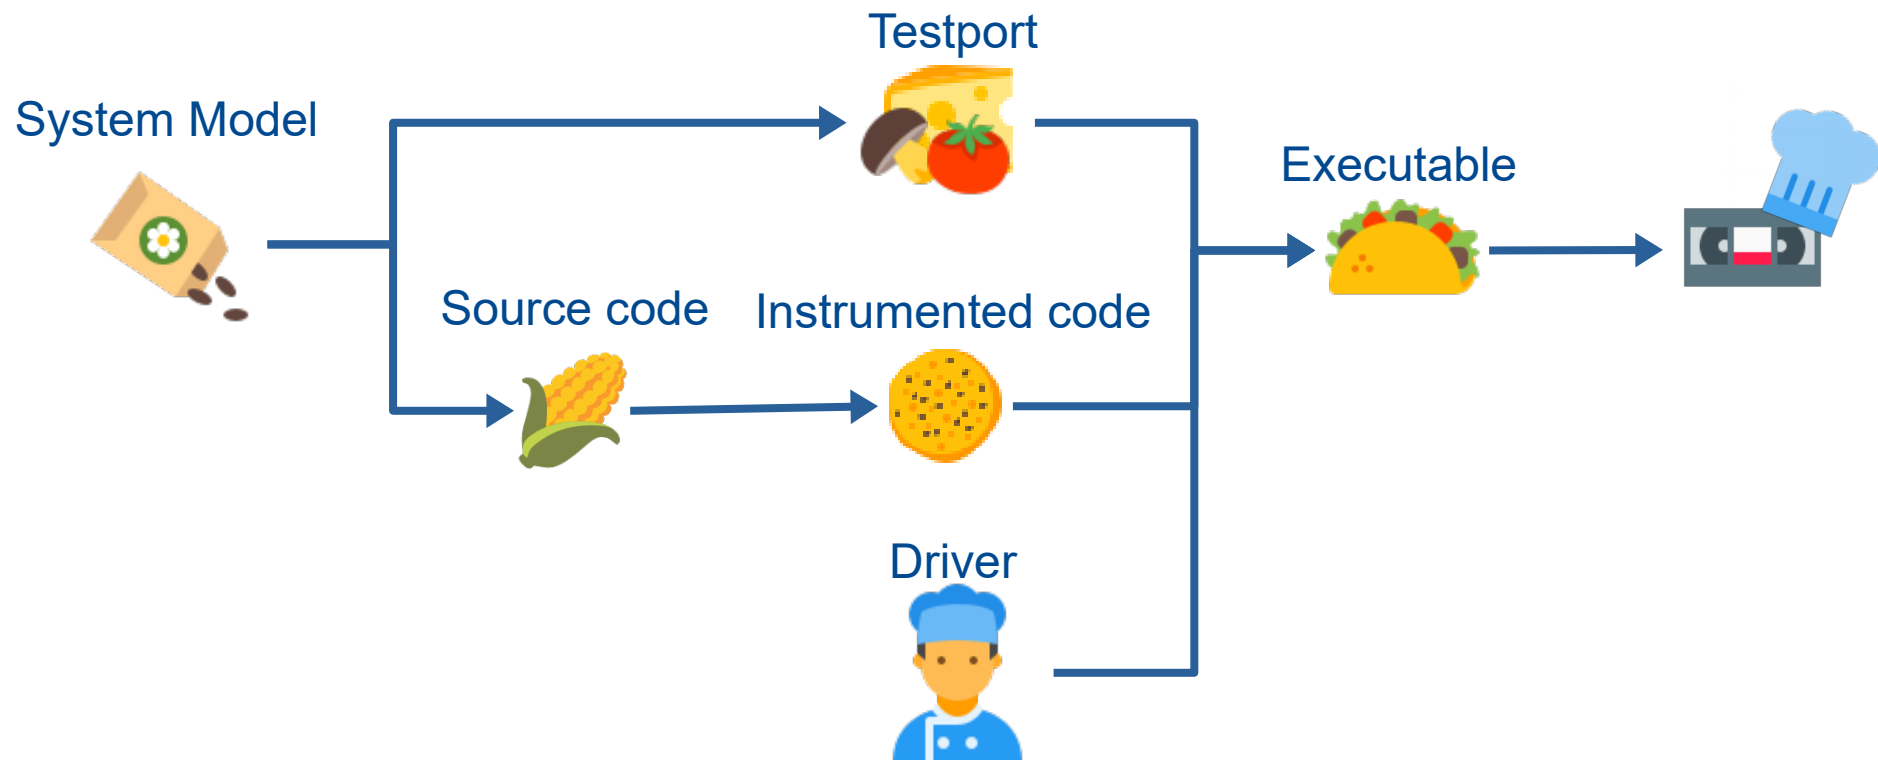 Testport
System Model
Executable
Source code
Instrumented code
Driver